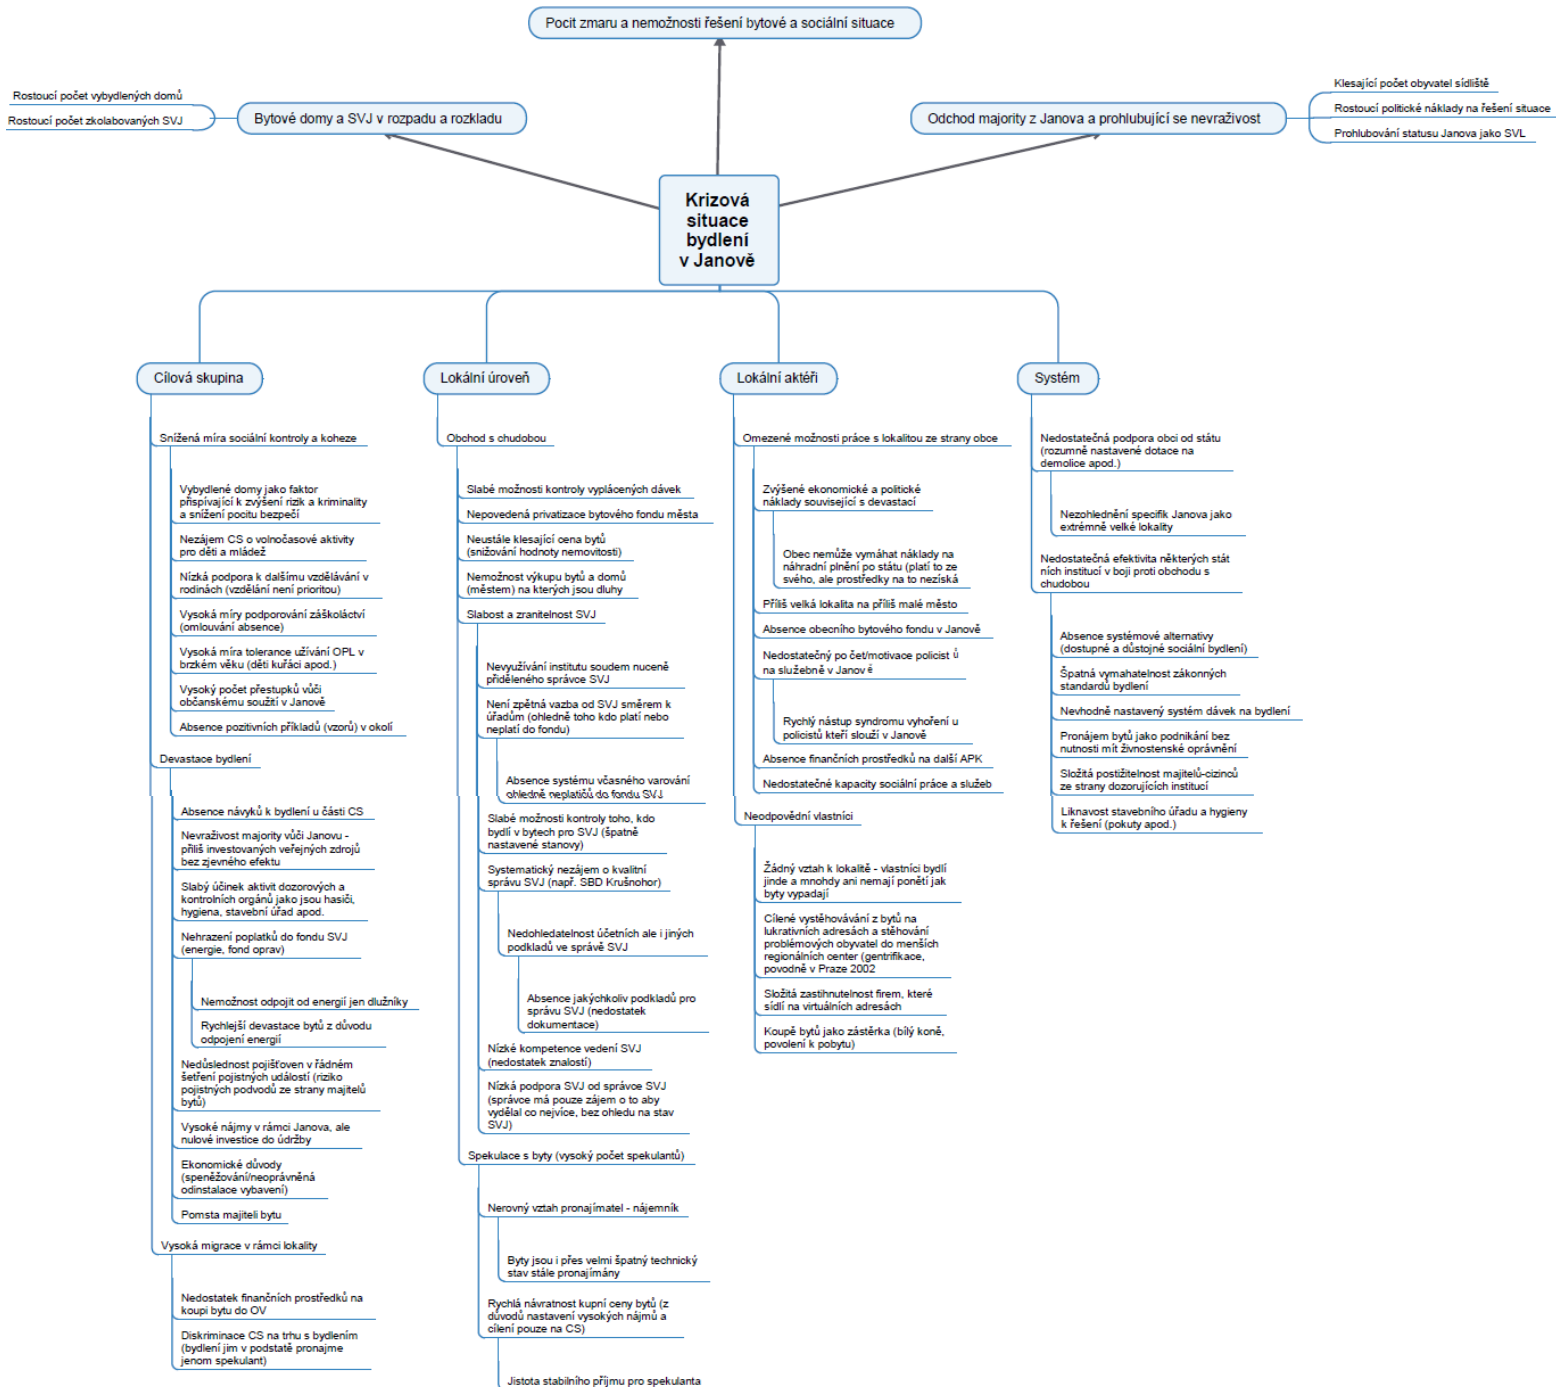 Pocit zmaru a nemožnosti řešení bytové a sociální situace
Rostoucí počet vybydlených domů
Rostoucí počet zkolabovaných SVJ
Bytové domy a SVJ v rozpadu a rozkladu
Odchod majority z Janova a prohlubující se nevraživost
Klesající počet obyvatel sídliště
Rostoucí politické náklady na řešení situace
Prohlubování statusu Janova jako SVL
Krizová
situace
bydlení
v Janově
Cílová skupina
Snížená míra sociální kontroly a koheze
Vybydlené domy jako faktor
přispívající k zvýšení rizik a kriminality
a snížení pocitu bezpečí
Nezájem CS o volnočasové aktivity
pro děti a mládež
Nízká podpora k dalšímu vzdělávání v
rodinách (vzdělání není prioritou)
Vysoká míry podporování záškoláctví
(omlouvání absence)
Vysoká míra tolerance užívání OPL v
brzkém věku (děti kuřáci apod.)
Vysoký počet přestupků vůči
občanskému soužití v Janově
Absence pozitivních příkladů (vzorů) v okolí
Devastace bydlení
Absence návyků k bydlení u části CS
Nevraživost majority vůči Janovu -
příliš investovaných veřejných zdrojů
bez zjevného efektu
Slabý účinek aktivit dozorových a
kontrolních orgánů jako jsou hasiči,
hygiena, stavební úřad apod.
Nehrazení poplatků do fondu SVJ
(energie, fond oprav)
Nemožnost odpojit od energií jen dlužníky
Rychlejší devastace bytů z důvodu
odpojení energií
Nedůslednost pojišťoven v řádném
šetření pojistných událostí (riziko
pojistných podvodů ze strany majitelů
bytů)
Vysoké nájmy v rámci Janova, ale
nulové investice do údržby
Ekonomické důvody
(speněžování/neoprávněná
odinstalace vybavení)
Pomsta majiteli bytu
Vysoká migrace v rámci lokality
Nedostatek finančních prostředků na
koupi bytu do OV
Diskriminace CS na trhu s bydlením
(bydlení jim v podstatě pronajme
jenom spekulant)
Lokální úroveň
Obchod s chudobou
Slabé možnosti kontroly vyplácených dávek
Nepovedená privatizace bytového fondu města
Neustále klesající cena bytů
(snižování hodnoty nemovitosti)
Nemožnost výkupu bytů a domů
(městem) na kterých jsou dluhy
Slabost a zranitelnost SVJ
Nevyužívání institutu soudem nuceně
přiděleného správce SVJ
Není zpětná vazba od SVJ směrem k
úřadům (ohledně toho kdo platí nebo
neplatí do fondu)
Absence systému včasného varování
ohledně neplatičů do fondu SVJ
Slabé možnosti kontroly toho, kdo
bydlí v bytech pro SVJ (špatně
nastavené stanovy)
Systematický nezájem o kvalitní
správu SVJ (např. SBD Krušnohor)
Nedohledatelnost účetních ale i jiných
podkladů ve správě SVJ
Absence jakýchkoliv podkladů pro
správu SVJ (nedostatek
dokumentace)
Nízké kompetence vedení SVJ
(nedostatek znalostí)
Nízká podpora SVJ od správce SVJ
(správce má pouze zájem o to aby
vydělal co nejvíce, bez ohledu na stav
SVJ)
Spekulace s byty (vysoký počet spekulantů)
Nerovný vztah pronajímatel - nájemník
Byty jsou i přes velmi špatný technický
stav stále pronajímány
Rychlá návratnost kupní ceny bytů (z
důvodů nastavení vysokých nájmů a
cílení pouze na CS)
Jistota stabilního příjmu pro spekulanta
Lokální aktéři
Omezené možnosti práce s lokalitou ze strany obce
Zvýšené ekonomické a politické
náklady související s devastací
Obec nemůže vymáhat náklady na
náhradní plnění po státu (platí to ze
svého, ale prostředky na to nezíská
Příliš velká lokalita na příliš malé město
Absence obecního bytového fondu v Janově
Nedostatečný po čet/motivace policist ů
na služebně v Janov ě
Rychlý nástup syndromu vyhoření u
policistů kteří slouží v Janově
Absence finančních prostředků na další APK
Nedostatečné kapacity sociální práce a služeb
Neodpovědní vlastníci
Žádný vztah k lokalitě - vlastníci bydlí
jinde a mnohdy ani nemají ponětí jak
byty vypadají
Cílené vystěhovávání z bytů na
lukrativních adresách a stěhování
problémových obyvatel do menších
regionálních center (gentrifikace,
povodně v Praze 2002
Složitá zastihnutelnost firem, které
sídlí na virtuálních adresách
Koupě bytů jako zástěrka (bílý koně,
povolení k pobytu)
Systém
Nedostatečná podpora obci od státu
(rozumně nastavené dotace na
demolice apod.)
Nezohlednění specifik Janova jako
extrémně velké lokality
Nedostatečná efektivita některých stát
ních institucí v boji proti obchodu s
chudobou
Absence systémové alternativy
(dostupné a důstojné sociální bydlení)
Špatná vymahatelnost zákonných
standardů bydlení
Nevhodně nastavený systém dávek na bydlení
Pronájem bytů jako podnikání bez
nutnosti mít živnostenské oprávnění
Složitá postižitelnost majitelů-cizinců
ze strany dozorujících institucí
Liknavost stavebního úřadu a hygieny
k řešení (pokuty apod.)